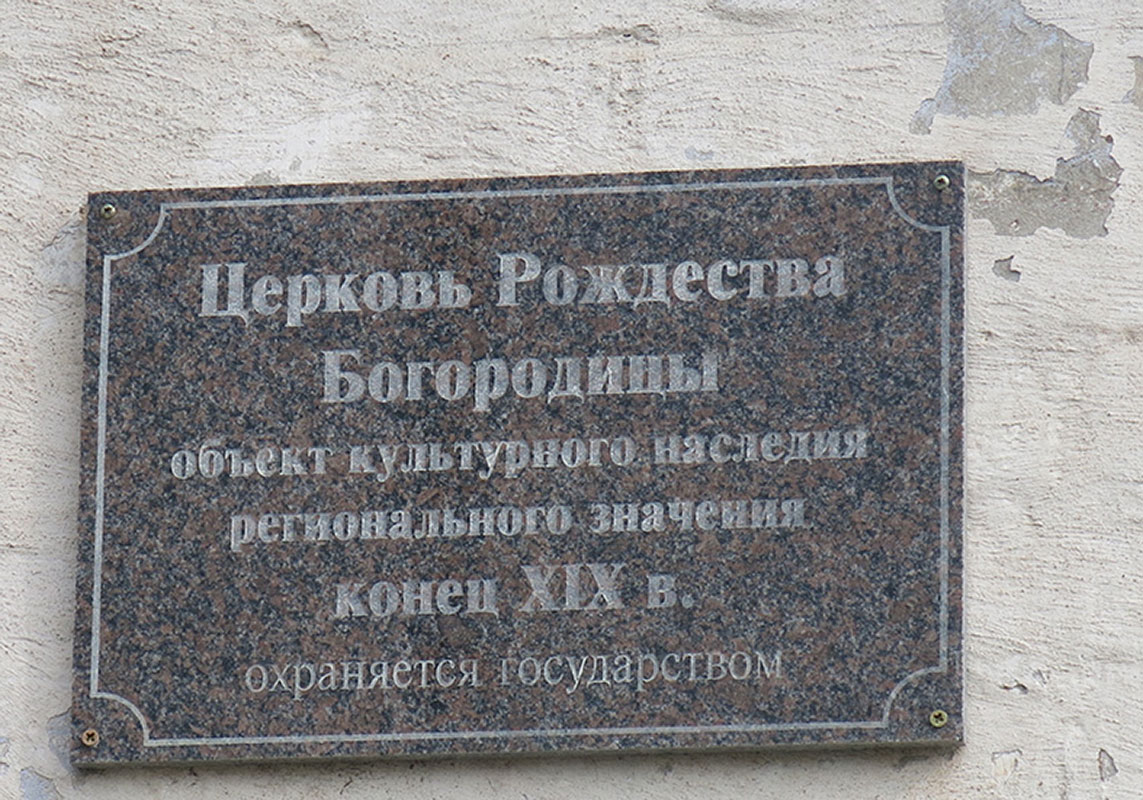 Церковь Рождества
Богородицы
объект культурного наследия
регионального значения
конец XIX в.
охраняется государством